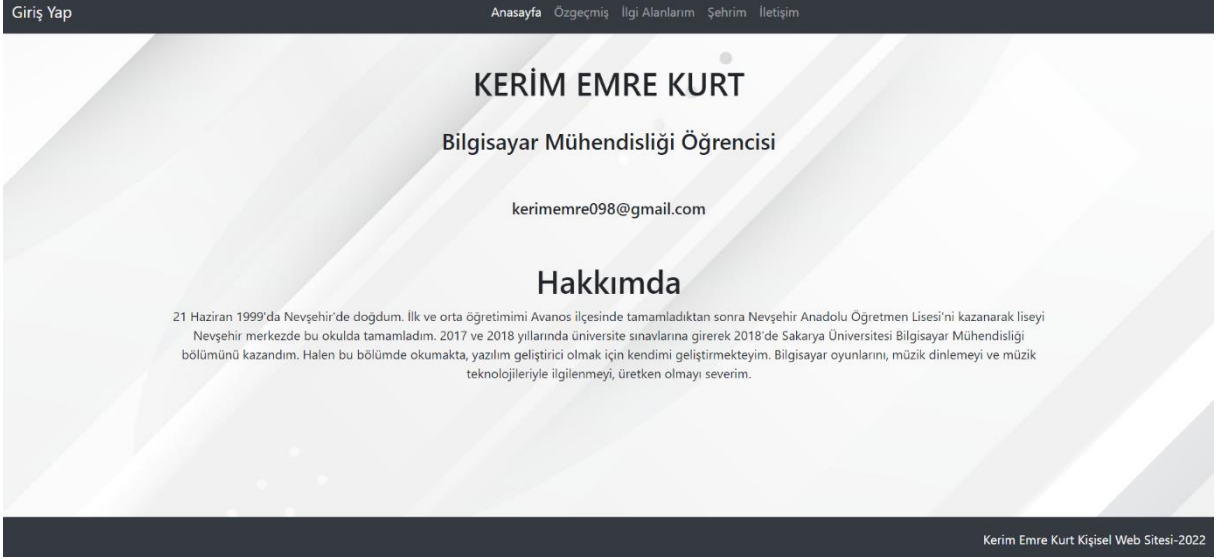 Giriş Yap
Anasayfa Özgeçmiş İlgi Alanlarım Şehrim İletişim
KERİM EMRE KURT
Bilgisayar Mühendisliği Öğrencisi
kerimemre098@gmail.com
Hakkımda
21 Haziran 1999'da Nevşehir'de doğdum. İlk ve orta öğretimimi Avanos ilçesinde tamamladıktan sonra Nevşehir Anadolu Öğretmen Lisesi'ni kazanarak liseyi
Nevşehir merkezde bu okulda tamamladım. 2017 ve 2018 yıllarında üniversite sınavlarına girerek 2018'de Sakarya Üniversitesi Bilgisayar Mühendisliği
bölümünü kazandım. Halen bu bölümde okumakta, yazılım geliştirici olmak için kendimi geliştirmekteyim. Bilgisayar oyunlarını, müzik dinlemeyi ve müzik
teknolojileriyle ilgilenmeyi, üretken olmayı severim.
Kerim Emre Kurt Kişisel Web Sitesi-2022